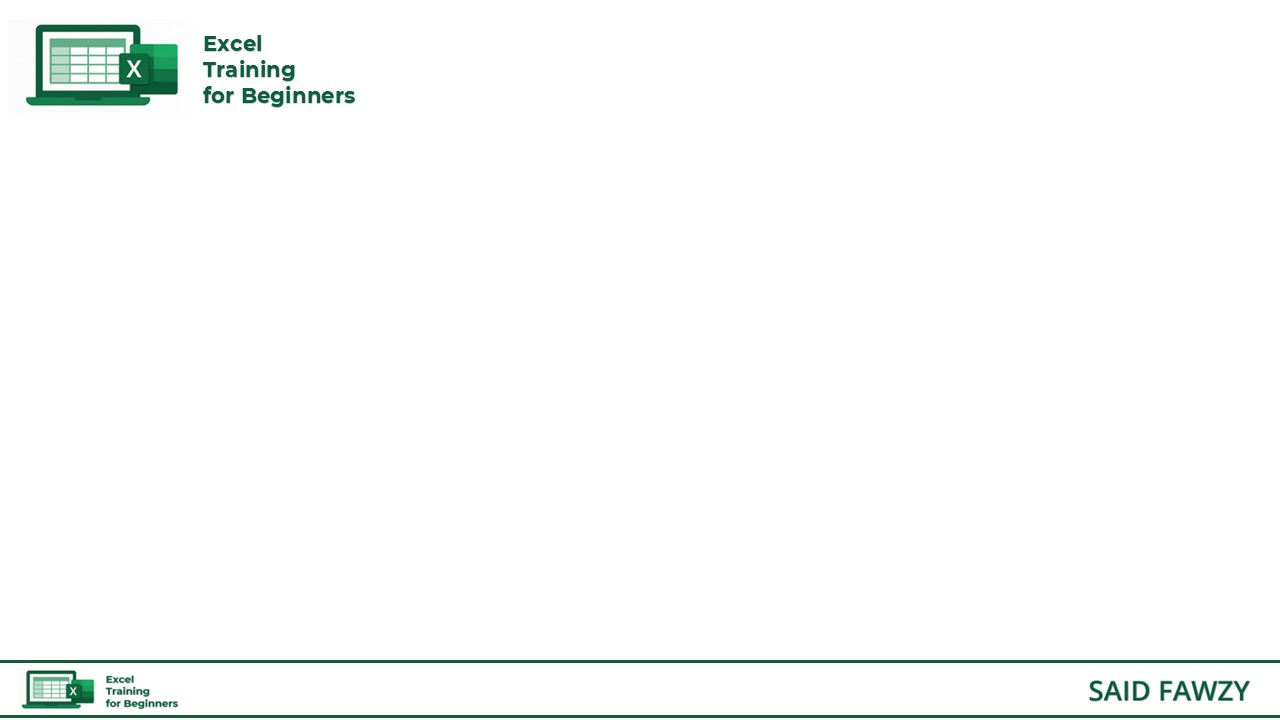 Excel
Training
for Beginners
X
Excel
Training
for Beginners
X
SAID FAWZY